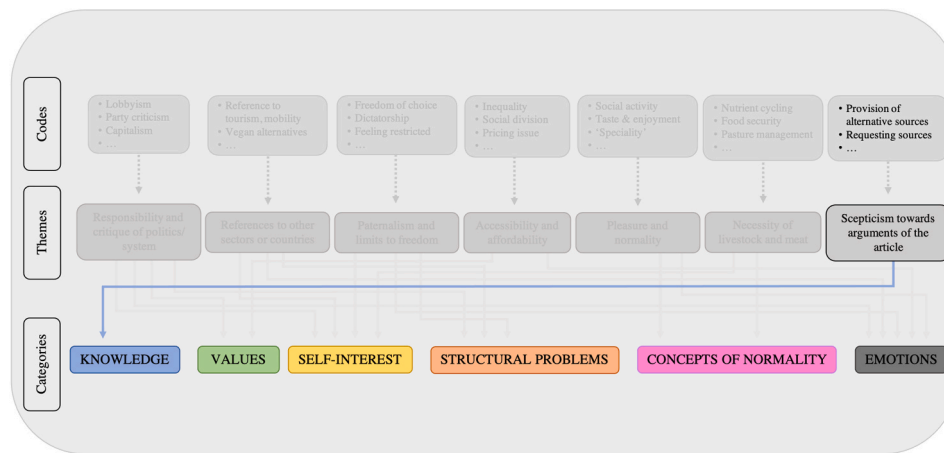 Codes
• Lobbyism
• Party criticism
• Capitalism
• …
• Reference to
tourism, mobility
• Vegan alternatives
• …
• Freedom of choice
• Dictatorship
• Feeling restricted
• …
• Inequality
• Social division
• Pricing issue
• …
• Social activity
• Taste & enjoyment
• ‘Speciality’
• …
• Nutrient cycling
• Food security
• Pasture management
• …
• Provision of
alternative sources
• Requesting sources
• …
Themes
Responsibility and
critique of politics/
system
References to other
sectors or countries
Paternalism and
limits to freedom
Accessibility and
affordability
Pleasure and
normality
Necessity of
livestock and meat
Scepticism towards
arguments of the
article
Categories
KNOWLEDGE
VALUES
SELF-INTEREST
STRUCTURAL PROBLEMS
CONCEPTS OF NORMALITY
EMOTIONS